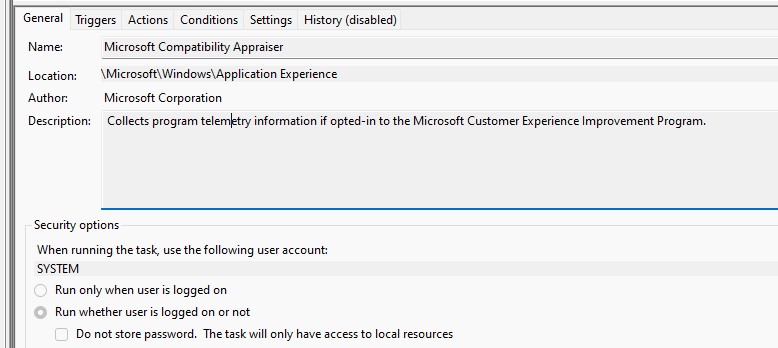 General Triggers Actions Conditions Settings History (disabled)
Name: Microsoft Compatibility Appraiser
Location: \Microsoft\Windows\Application Experience
Author: Microsoft Corporation
Description: Collects program telemetry information if opted-in to the Microsoft Customer Experience Improvement Program.
Security options
When running the task, use the following user account:
SYSTEM
Run only when user is logged on
Run whether user is logged on or not
Do not store password. The task will only have access to local resources